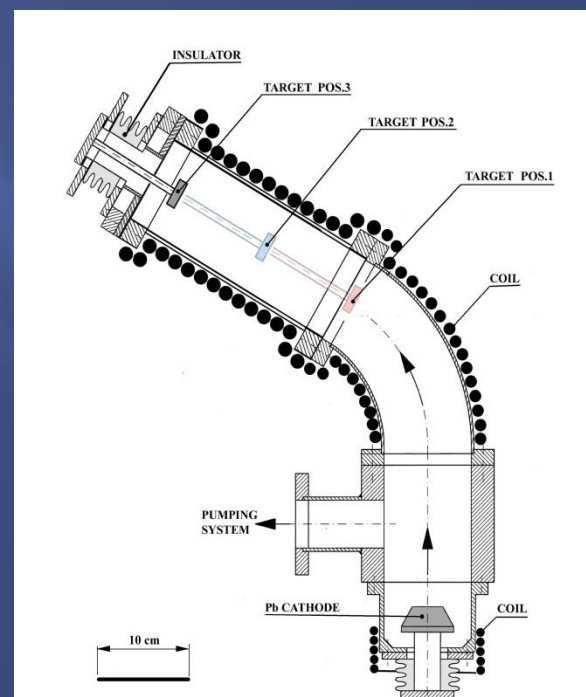 INSULATOR
TARGET POS.3
TARGET POS.2
TARGET POS.1
COIL
PUMPING
SYSTEM
Pb CATHODE
COIL
10 cm